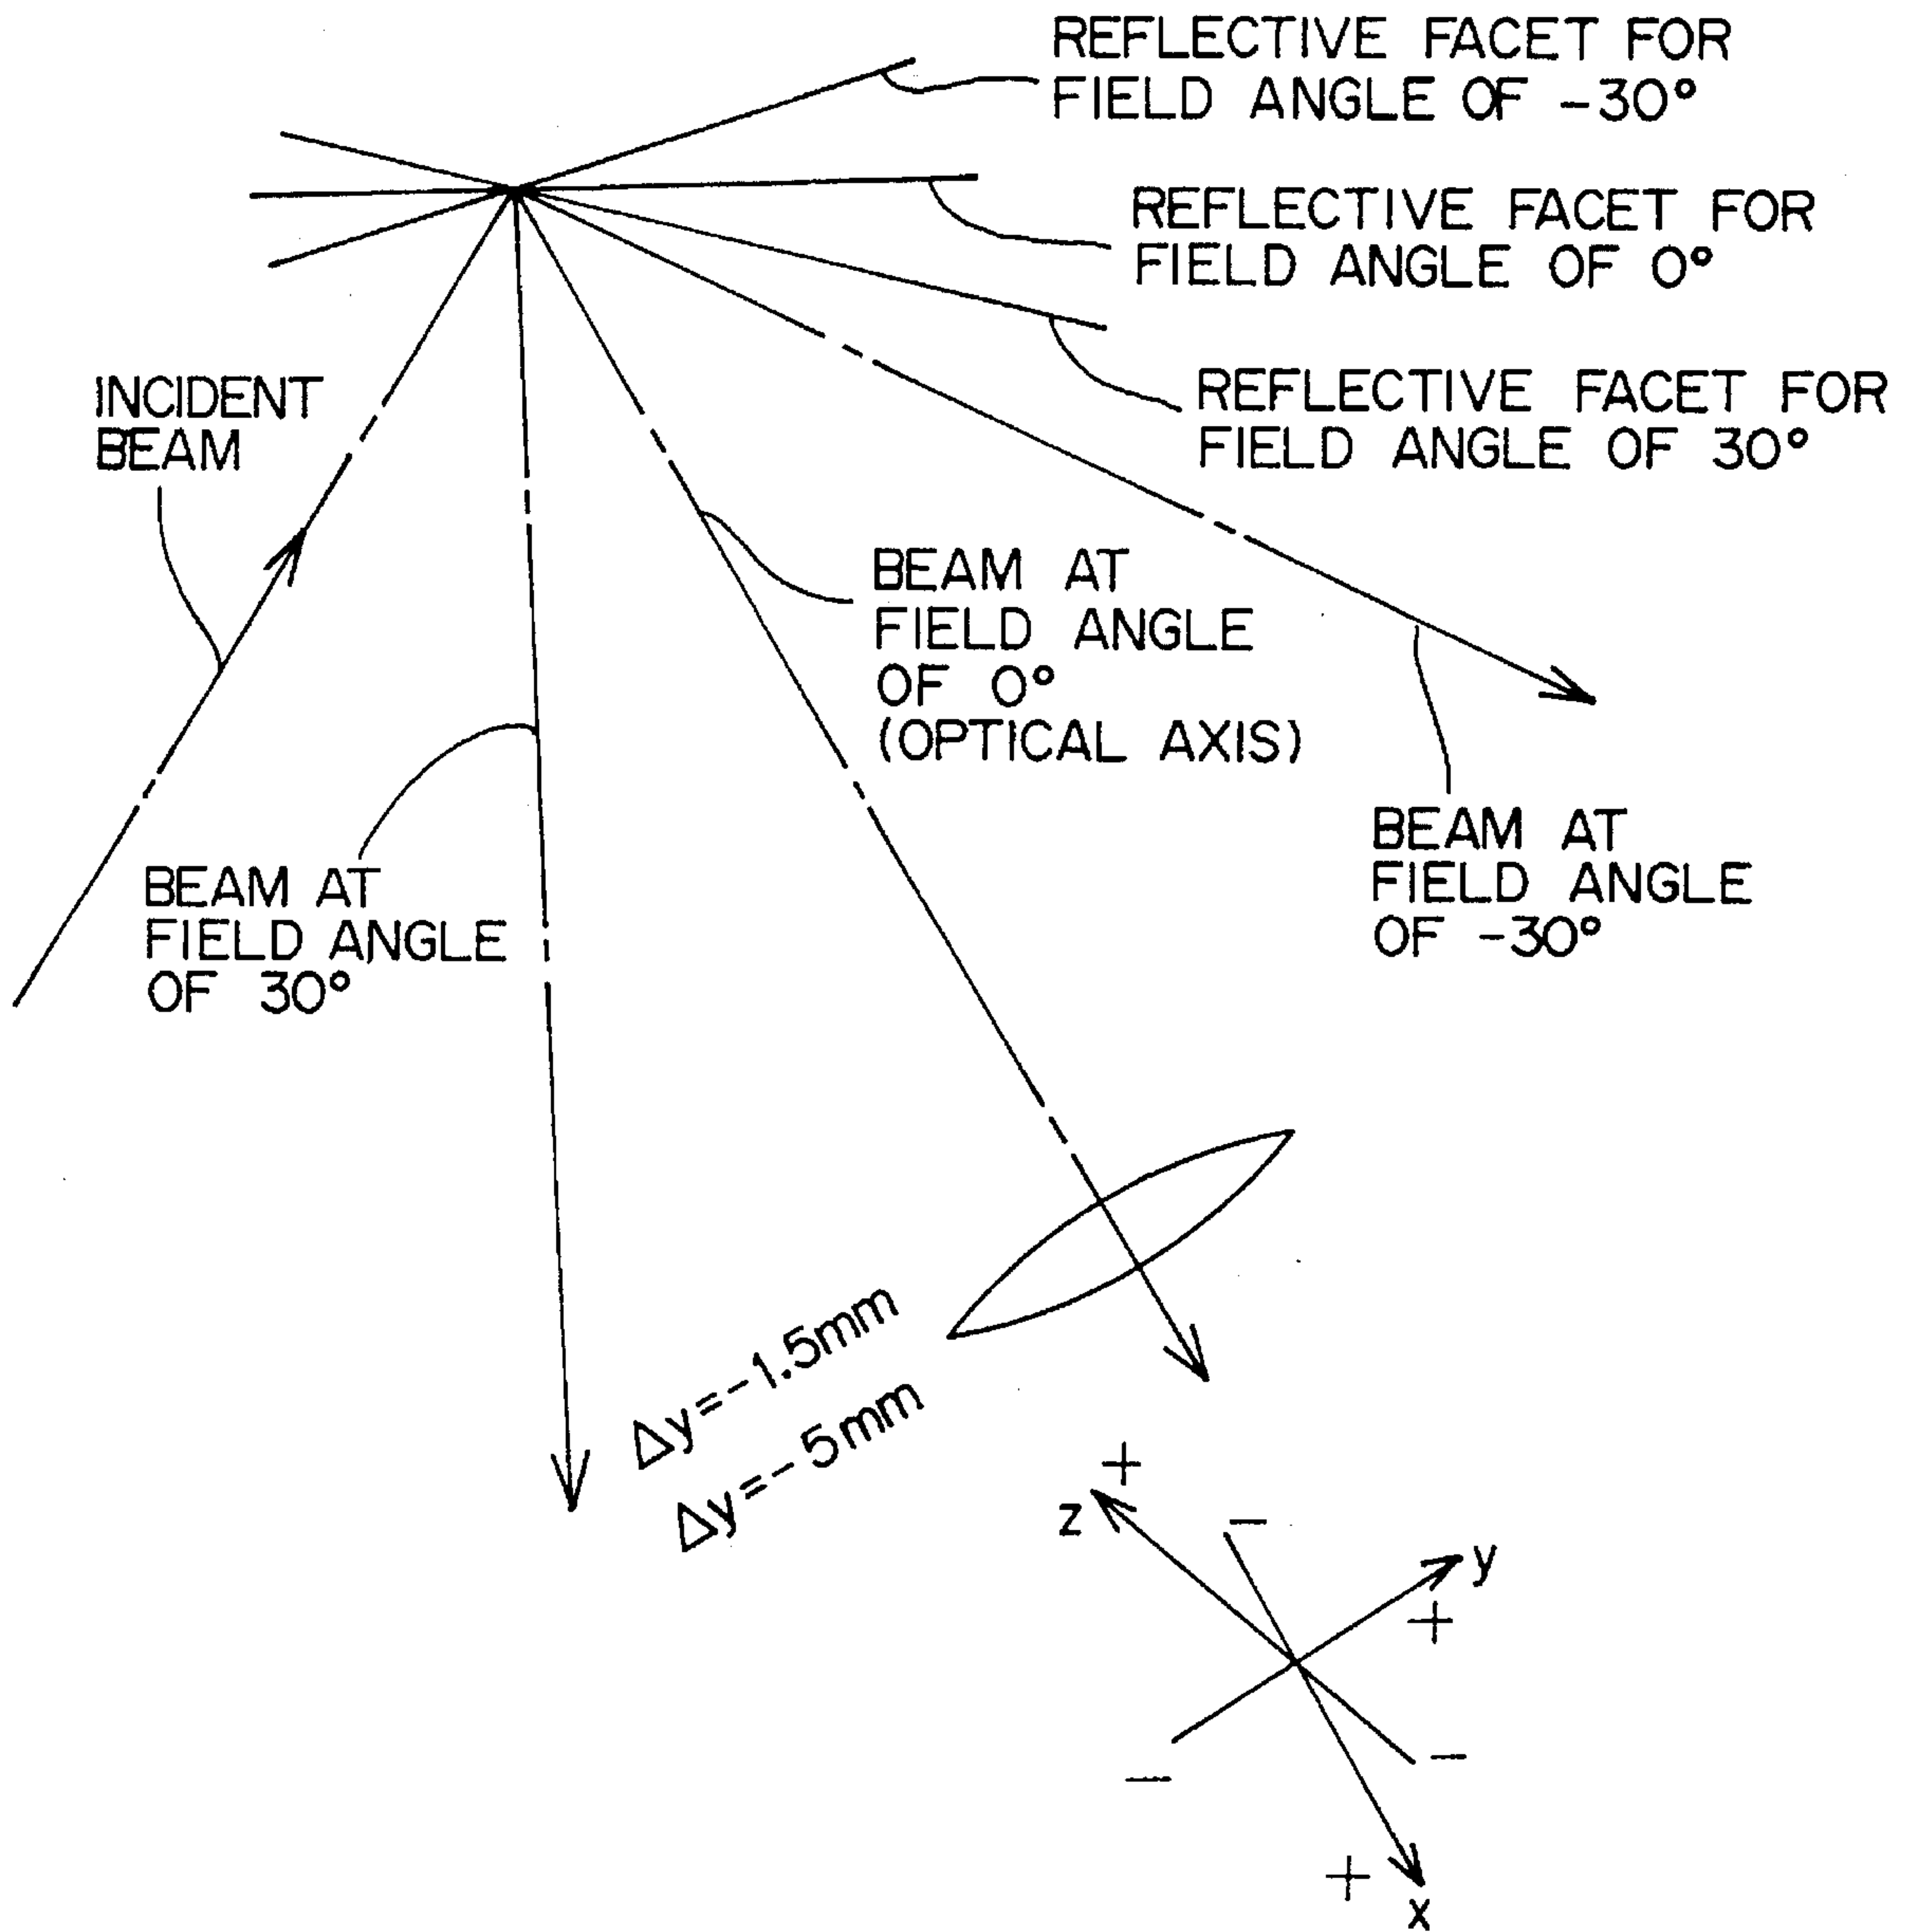 REFLECTIVE FACET FOR
FIELD ANGLE OF -30°
REFLECTIVE FACET FOR
FIELD ANGLE OF 0°
REFLECTIVE FACET FOR
FIELD ANGLE OF 30°
INCIDENT
BEAM
BEAM AT
FIELD ANGLE
OF 0°
(OPTICAL AXIS)
BEAM AT
FIELD ANGLE
OF -30°
BEAM AT
FIELD ANGLE
OF 30°
Δy=-1.5mm
Δy=-5mm
+
z
-
y
+
-
-
+
x